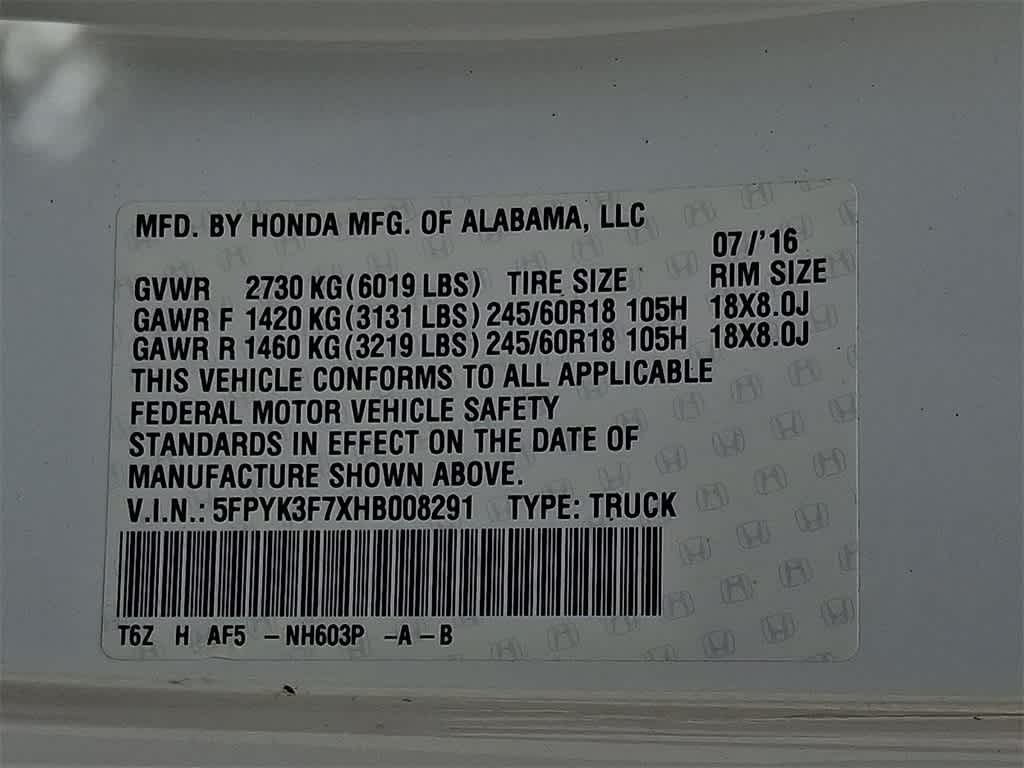 MFD. BY HONDA MFG. OF ALABAMA, LLC
07/'16
GVWR 2730 KG(6019 LBS) TIRE SIZE RIM SIZE
GAWR F 1420 KG(3131 LBS) 245/60R18 105H 18X8.0J
GAWR R 1460 KG(3219 LBS) 245/60R18 105H 18X8.0J
THIS VEHICLE CONFORMS TO ALL APPLICABLE
FEDERAL MOTOR VEHICLE SAFETY
STANDARDS IN EFFECT ON THE DATE OF
MANUFACTURE SHOWN ABOVE.
V.I.N.: 5FPYK3F7XHB008291 TYPE: TRUCK
T6Z H AF5 -NH603P -A -B